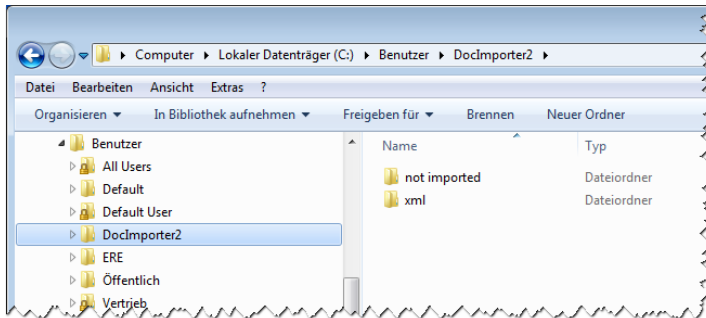 Computer Lokaler Datenträger (C:) Benutzer DocImporter2
Datei Bearbeiten Ansicht Extras ?
Organisieren In Bibliothek aufnehmen Freigeben für Brennen Neuer Ordner
Benutzer
All Users
Default
Default User
DocImporter2
ERE
Öffentlich
Vertrieb
Name Typ
not imported Dateiordner
xml Dateiordner